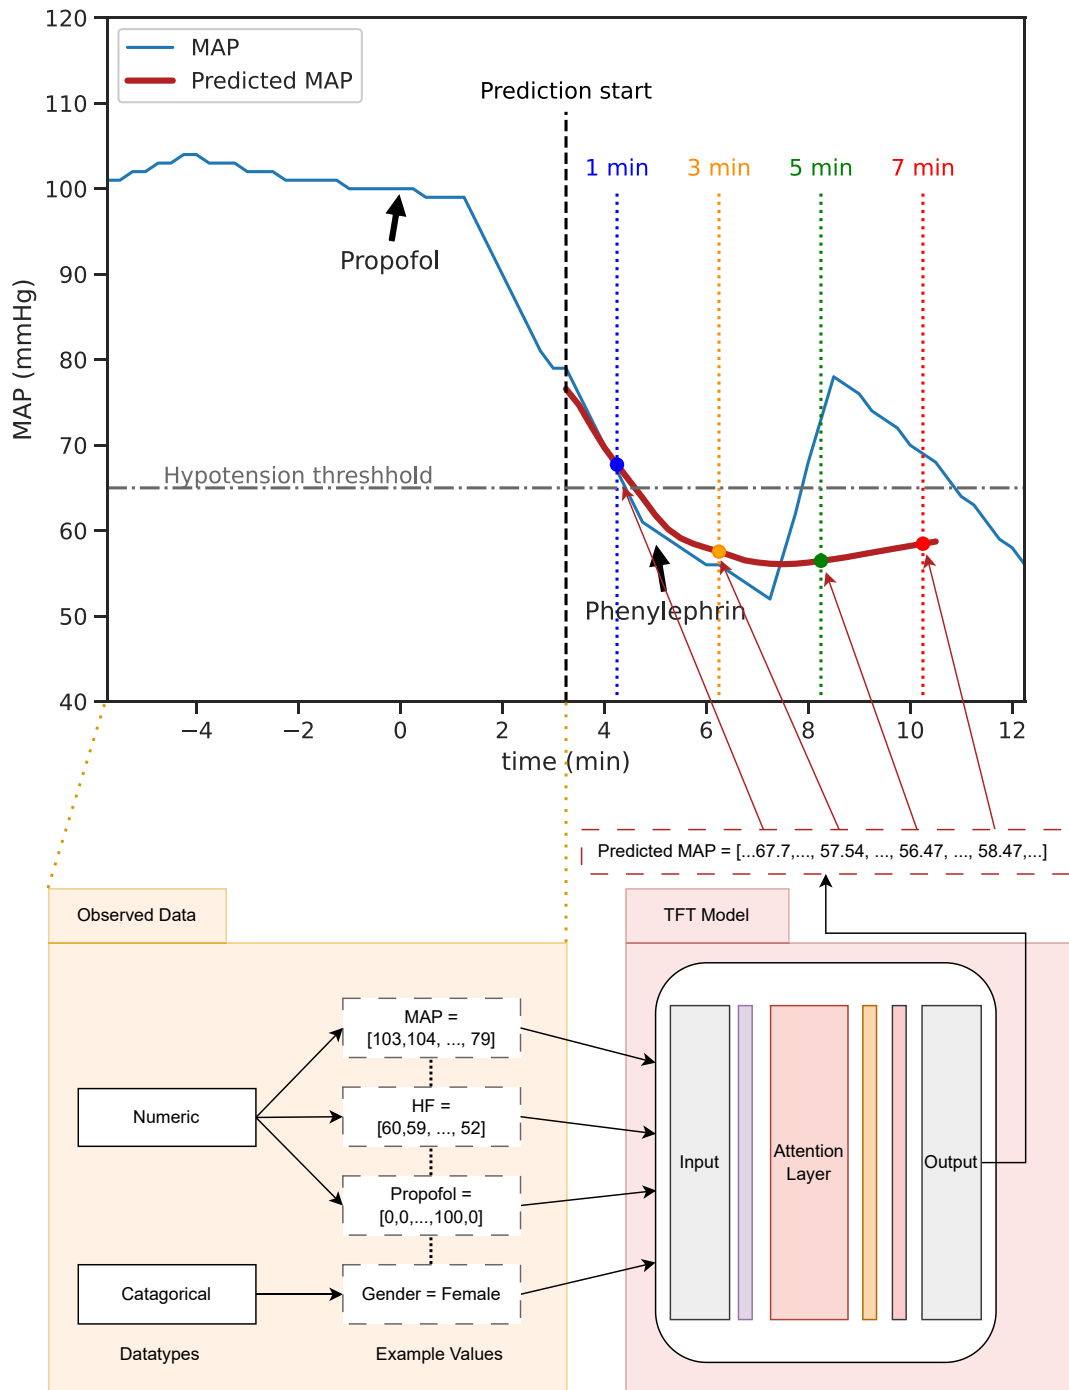 120
110
100
90
80
70
60
50
40
MAP (mmHg)
MAP
Predicted MAP
Prediction start
1 min
3 min
5 min
7 min
Propofol
Hypotension threshhold
Phenylephrin
−4
−2
0
2
4
6
8
10
12
time (min)
Predicted MAP = [...67.7,..., 57.54, ..., 56.47, ..., 58.47,...]
Observed Data
TFT Model
MAP =
[103,104, ..., 79]
Numeric
HF =
[60,59, ..., 52]
Propofol =
[0,0,...,100,0]
Catagorical
Gender = Female
Datatypes
Example Values
Input
Attention
Layer
Output